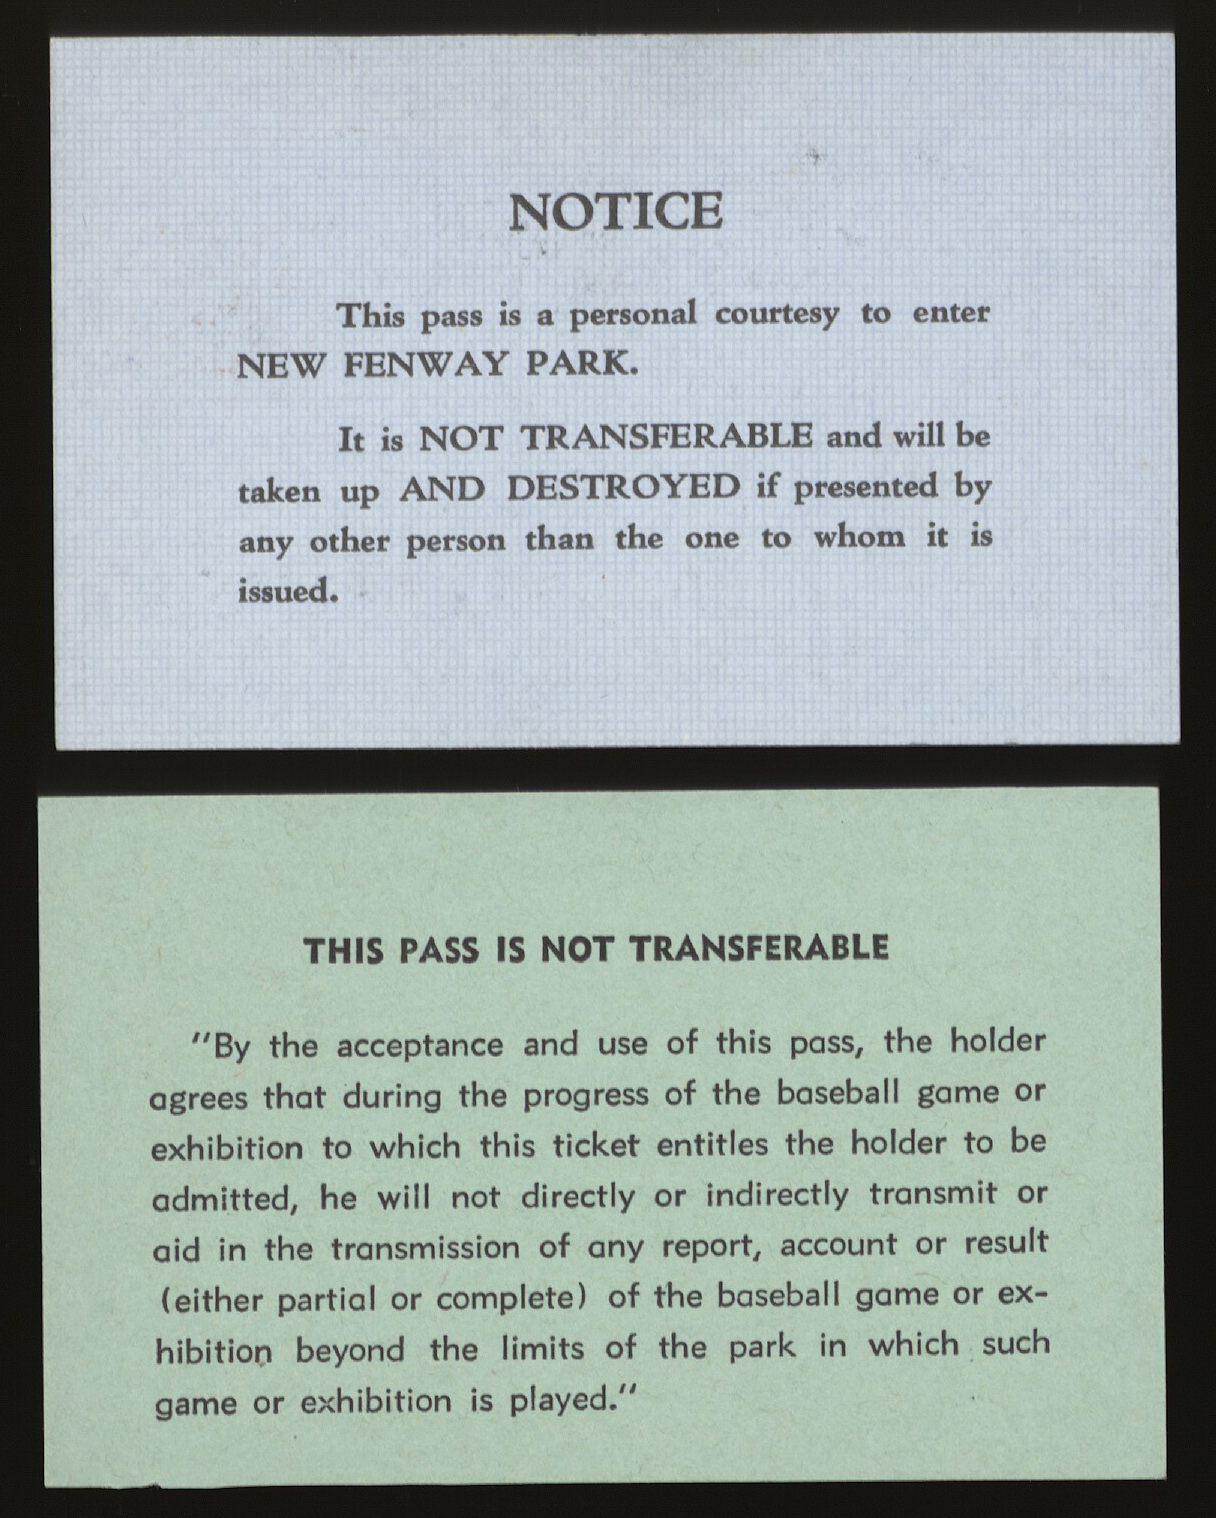 NOTICE
This pass is a personal courtesy to enter
NEW FENWAY PARK.
It is NOT TRANSFERABLE and will be
taken up AND DESTROYED if presented by
any other person than the one to whom it is
issued.
THIS PASS IS NOT TRANSFERABLE
"By the acceptance and use of this pass, the holder
agrees that during the progress of the baseball game or
exhibition to which this ticket entitles the holder to be
admitted, he will not directly or indirectly transmit or
aid in the transmission of any report, account or result
(either partial or complete) of the baseball game or ex-
hibition beyond the limits of the park in which such
game or exhibition is played."